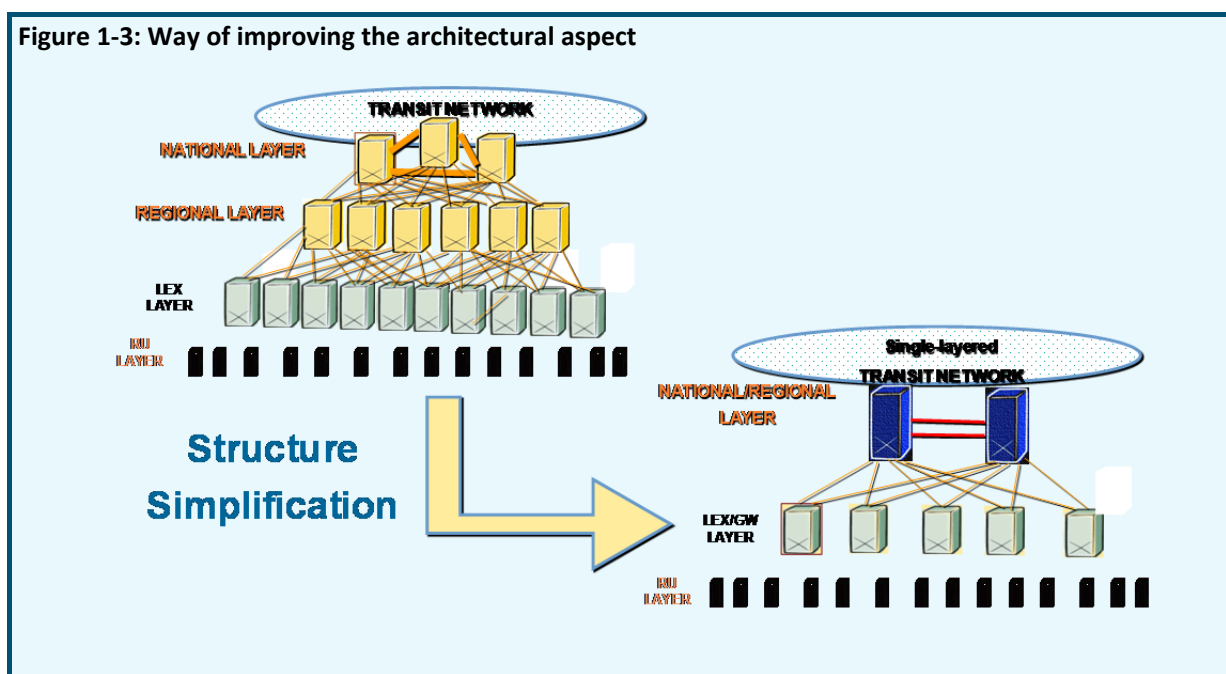 Figure 1-3: Way of improving the architectural aspect
TRANSIT NETWORK
NATIONAL LAYER
REGIONAL LAYER
LEX
LAYER
RU
LAYER
Structure
Simplification
Single-layered
TRANSIT NETWORK
NATIONAL/REGIONAL
LAYER
LEX/GW
LAYER
RU
LAYER